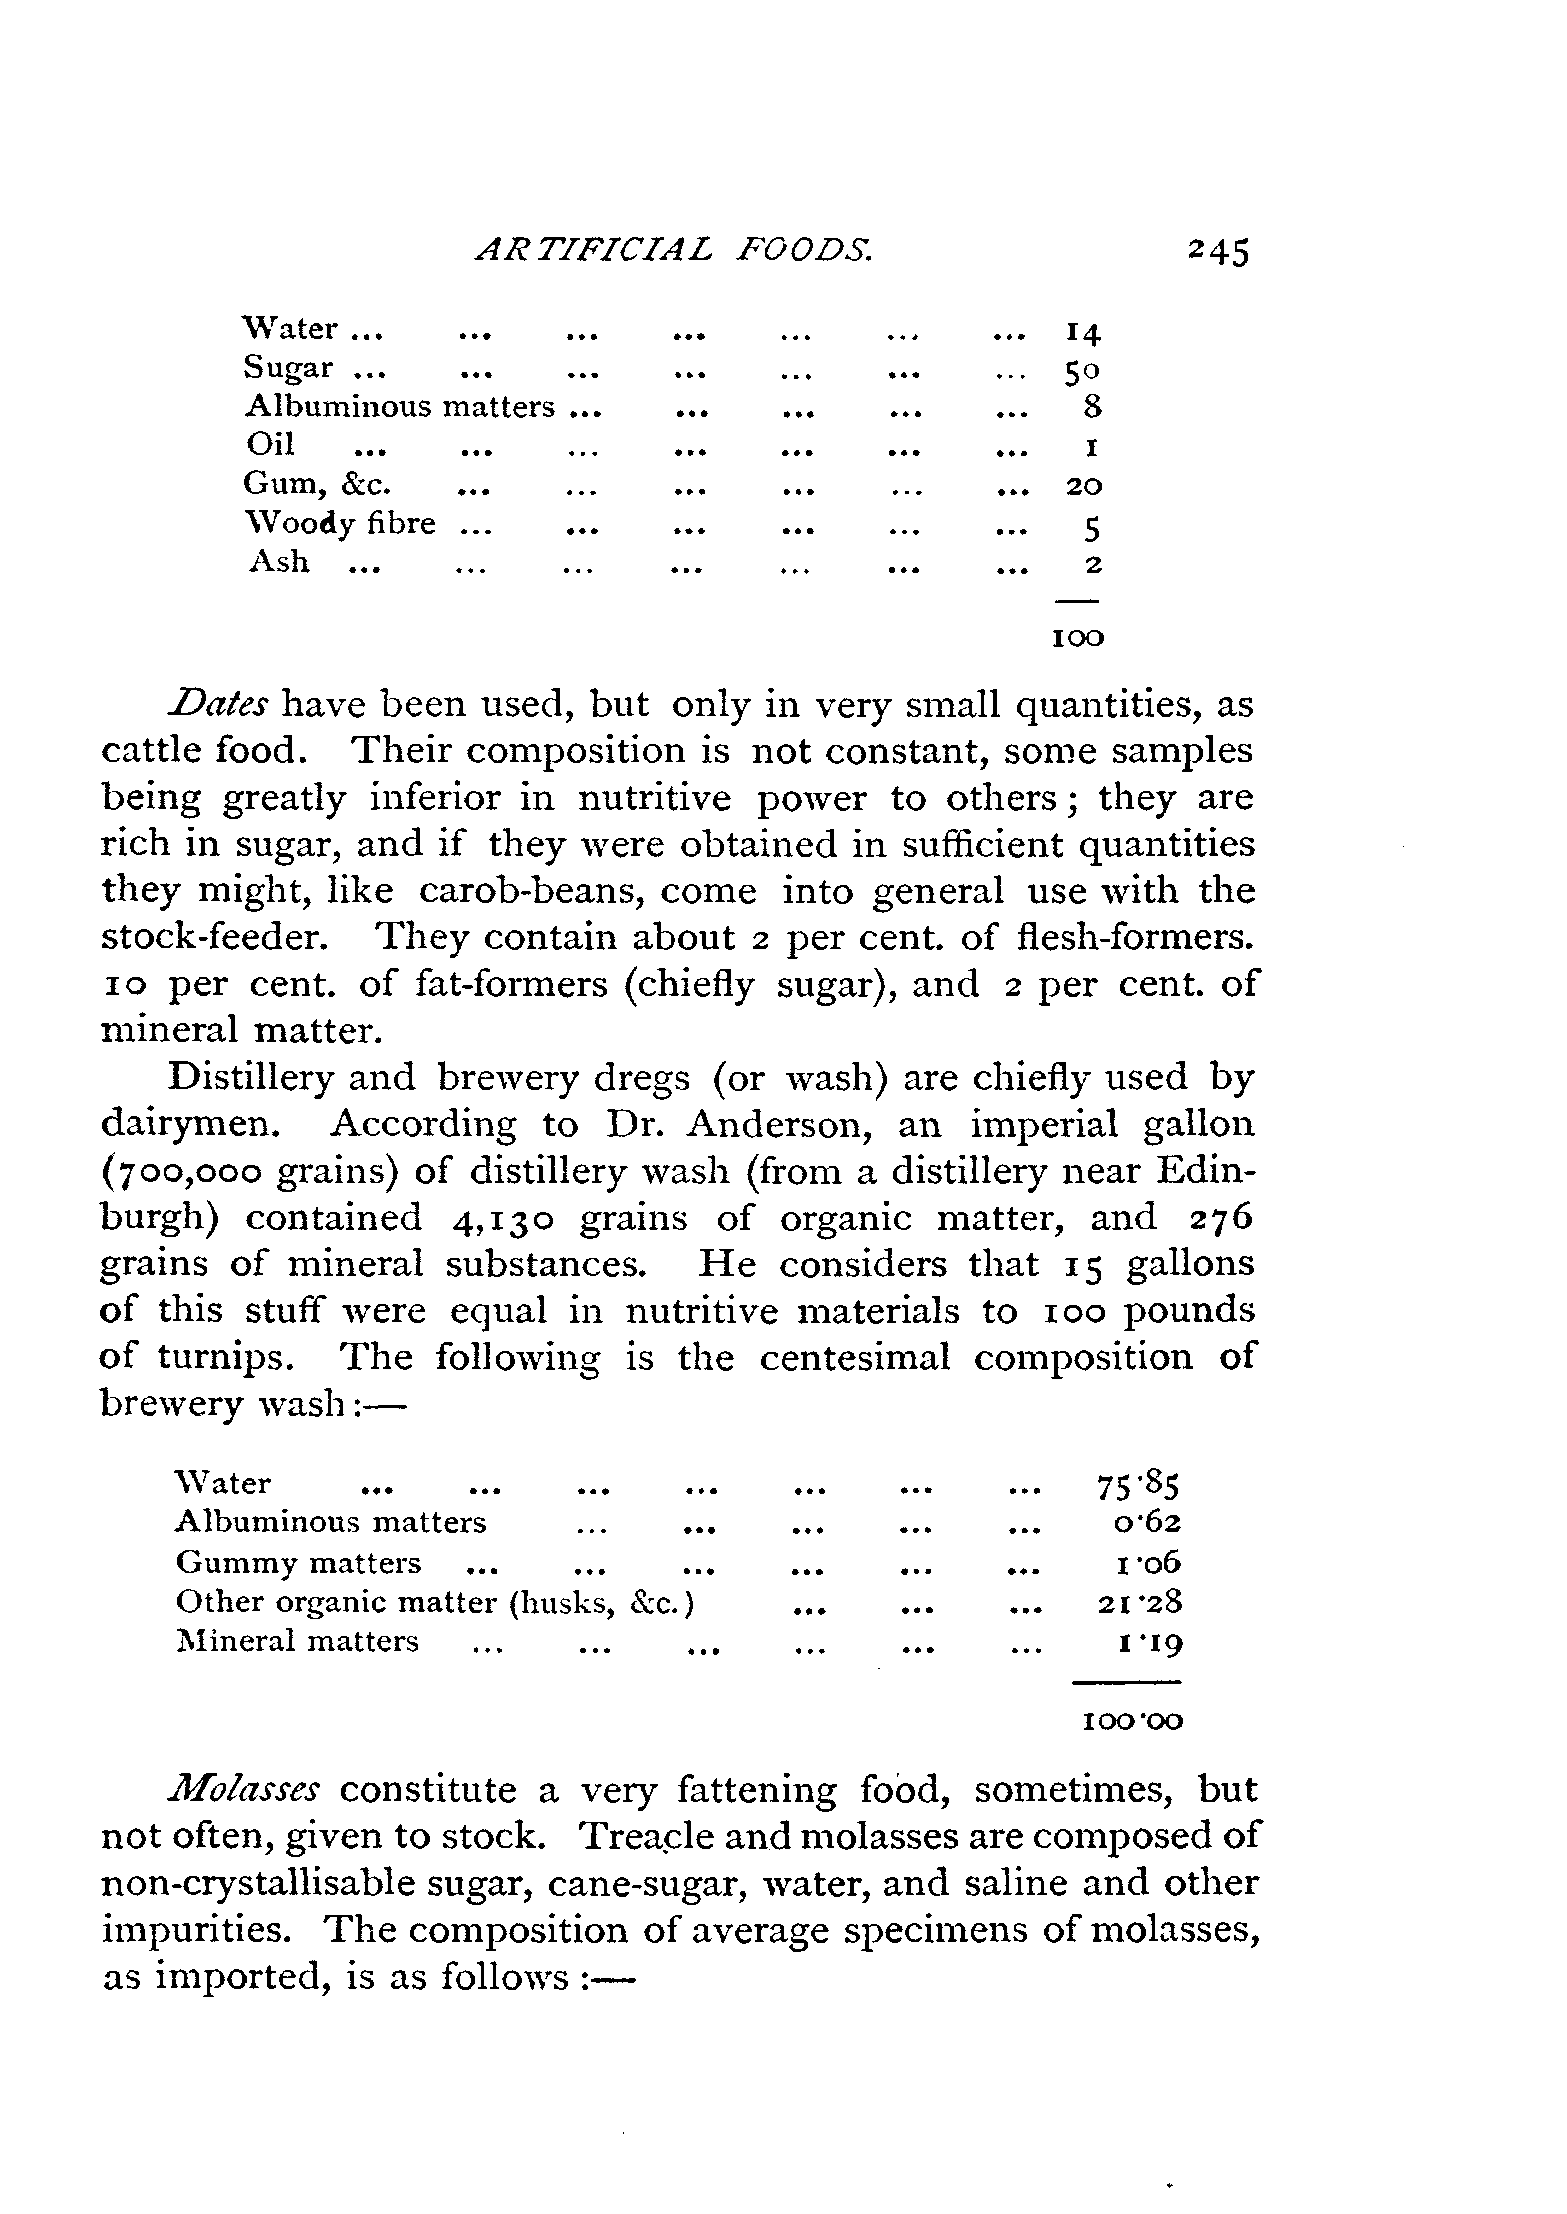 ARTIFICIAL FOODS. 245
Water ... ... ... ... ... ... ... 14
Sugar ... ... ... ... ... ... ... 50
Albuminous matters ... ... ... ... ... 8
Oil ... ... ... ... ... ... ... 1
Gum, &c. ... ... ... ... ... ... 20
Woody fibre ... ... ... ... ... ... 5
Ash ... ... ... ... ... ... ... 2
100
Dates have been used, but only in very small quantities, as
cattle food. Their composition is not constant, some samples
being greatly inferior in nutritive power to others; they are
rich in sugar, and if they were obtained in sufficient quantities
they might, like carob-beans, come into general use with the
stock-feeder. They contain about 2 per cent. of flesh-formers.
10 per cent. of fat-formers (chiefly sugar), and 2 per cent. of
mineral matter.
Distillery and brewery dregs (or wash) are chiefly used by
dairymen. According to Dr. Anderson, an imperial gallon
(700,000 grains) of distillery wash (from a distillery near Edin-
burgh) contained 4,130 grains of organic matter, and 276
grains of mineral substances. He considers that 15 gallons
of this stuff were equal in nutritive materials to 100 pounds
of turnips. The following is the centesimal composition of
brewery wash:—
Water ... ... ... ... ... ... ... 75·85
Albuminous matters ... ... ... ... ... 0·62
Gummy matters ... ... ... ... ... ... 1·06
Other organic matter (husks, &c.) ... ... ... 21·28
Mineral matters ... ... ... ... ... ... 1·19
100·00
Molasses constitute a very fattening food, sometimes, but
not often, given to stock. Treacle and molasses are composed of
non-crystallisable sugar, cane-sugar, water, and saline and other
impurities. The composition of average specimens of molasses,
as imported, is as follows:—